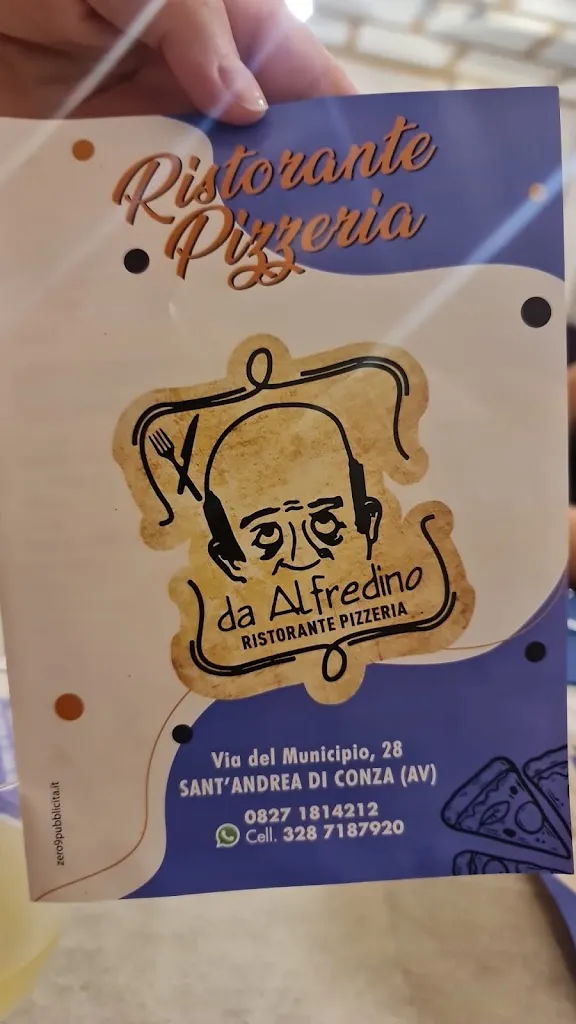 Ristorante
Pizzeria
da Alfredino
RISTORANTE PIZZERIA
Via del Municipio, 28
SANT'ANDREA DI CONZA (AV)
0827 1814212
Cell. 328 7187920
zero9pubblicita.it